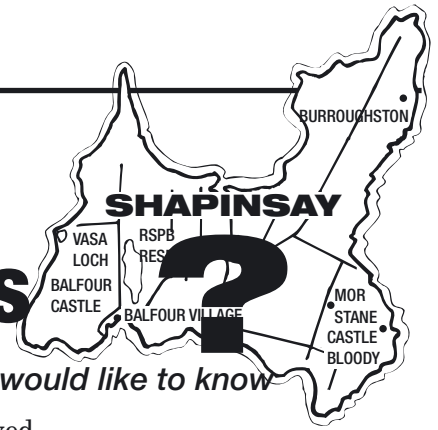 BURROUGHSTON
SHAPINSAY
VASA
LOCH
RSPB
?
BALFOUR
CASTLE
BALFOUR VILLAGE
MOR
STANE
CASTLE
BLOODY
would like to know